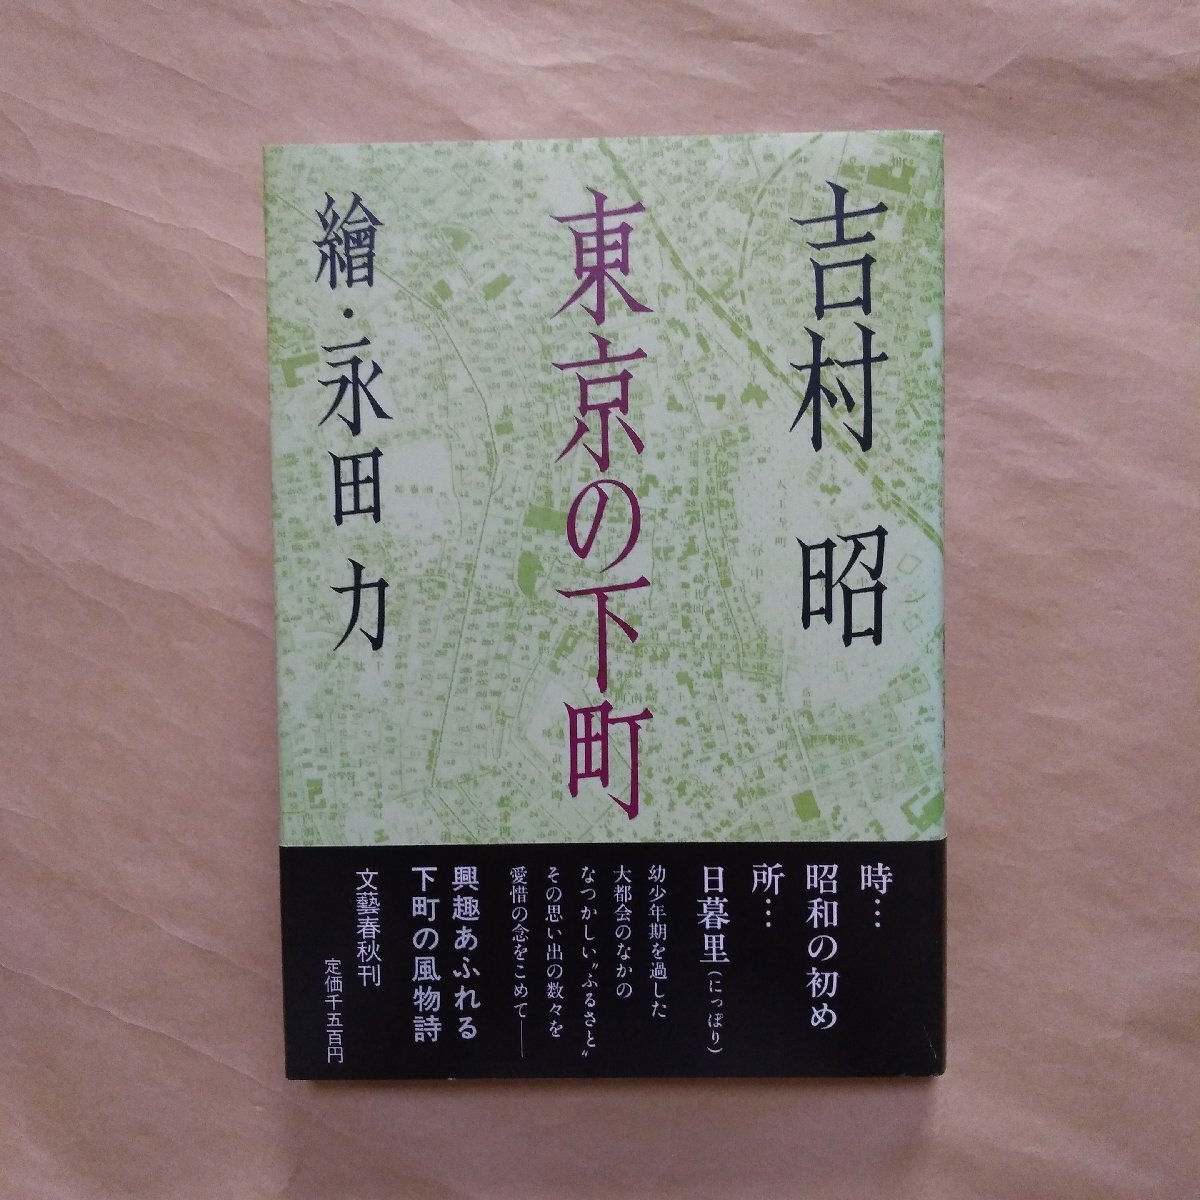 吉村 昭
東京の下町
繪・永田 力
時…
昭和の初め
所…
日暮里(にっぽり)
幼少年期を過した
大都会のなかの
なつかしい〝ふるさと〟
その思い出の数々を
愛惜の念をこめて──
興趣あふれる
下町の風物詩
文藝春秋刊
定価千五百円